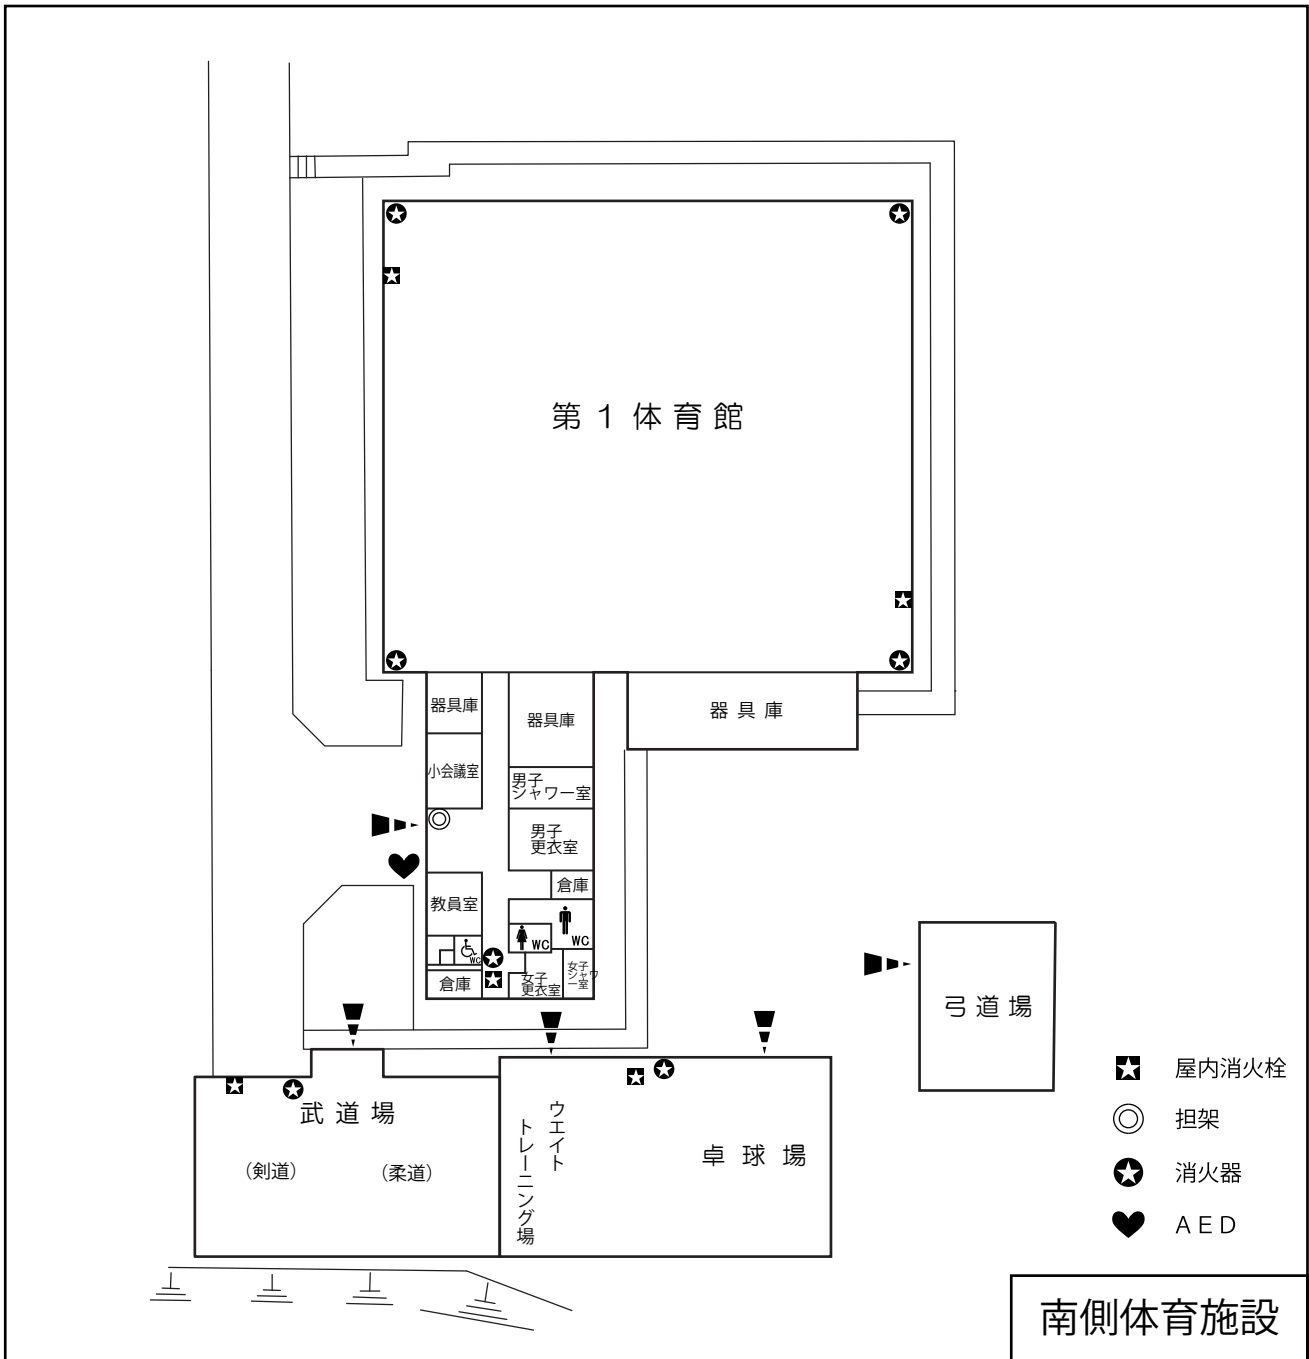 第１体育館
器具庫
器具庫
器具庫
小会議室
男子
シャワー室
男子
更衣室
倉庫
教員室
WC
WC
WC
倉庫
女子
更衣室
女子
シャワ
ー室
弓道場
武道場
（剣道）
（柔道）
ウエイト
トレーニング場
卓球場
屋内消火栓
担架
消火器
ＡＥＤ
南側体育施設